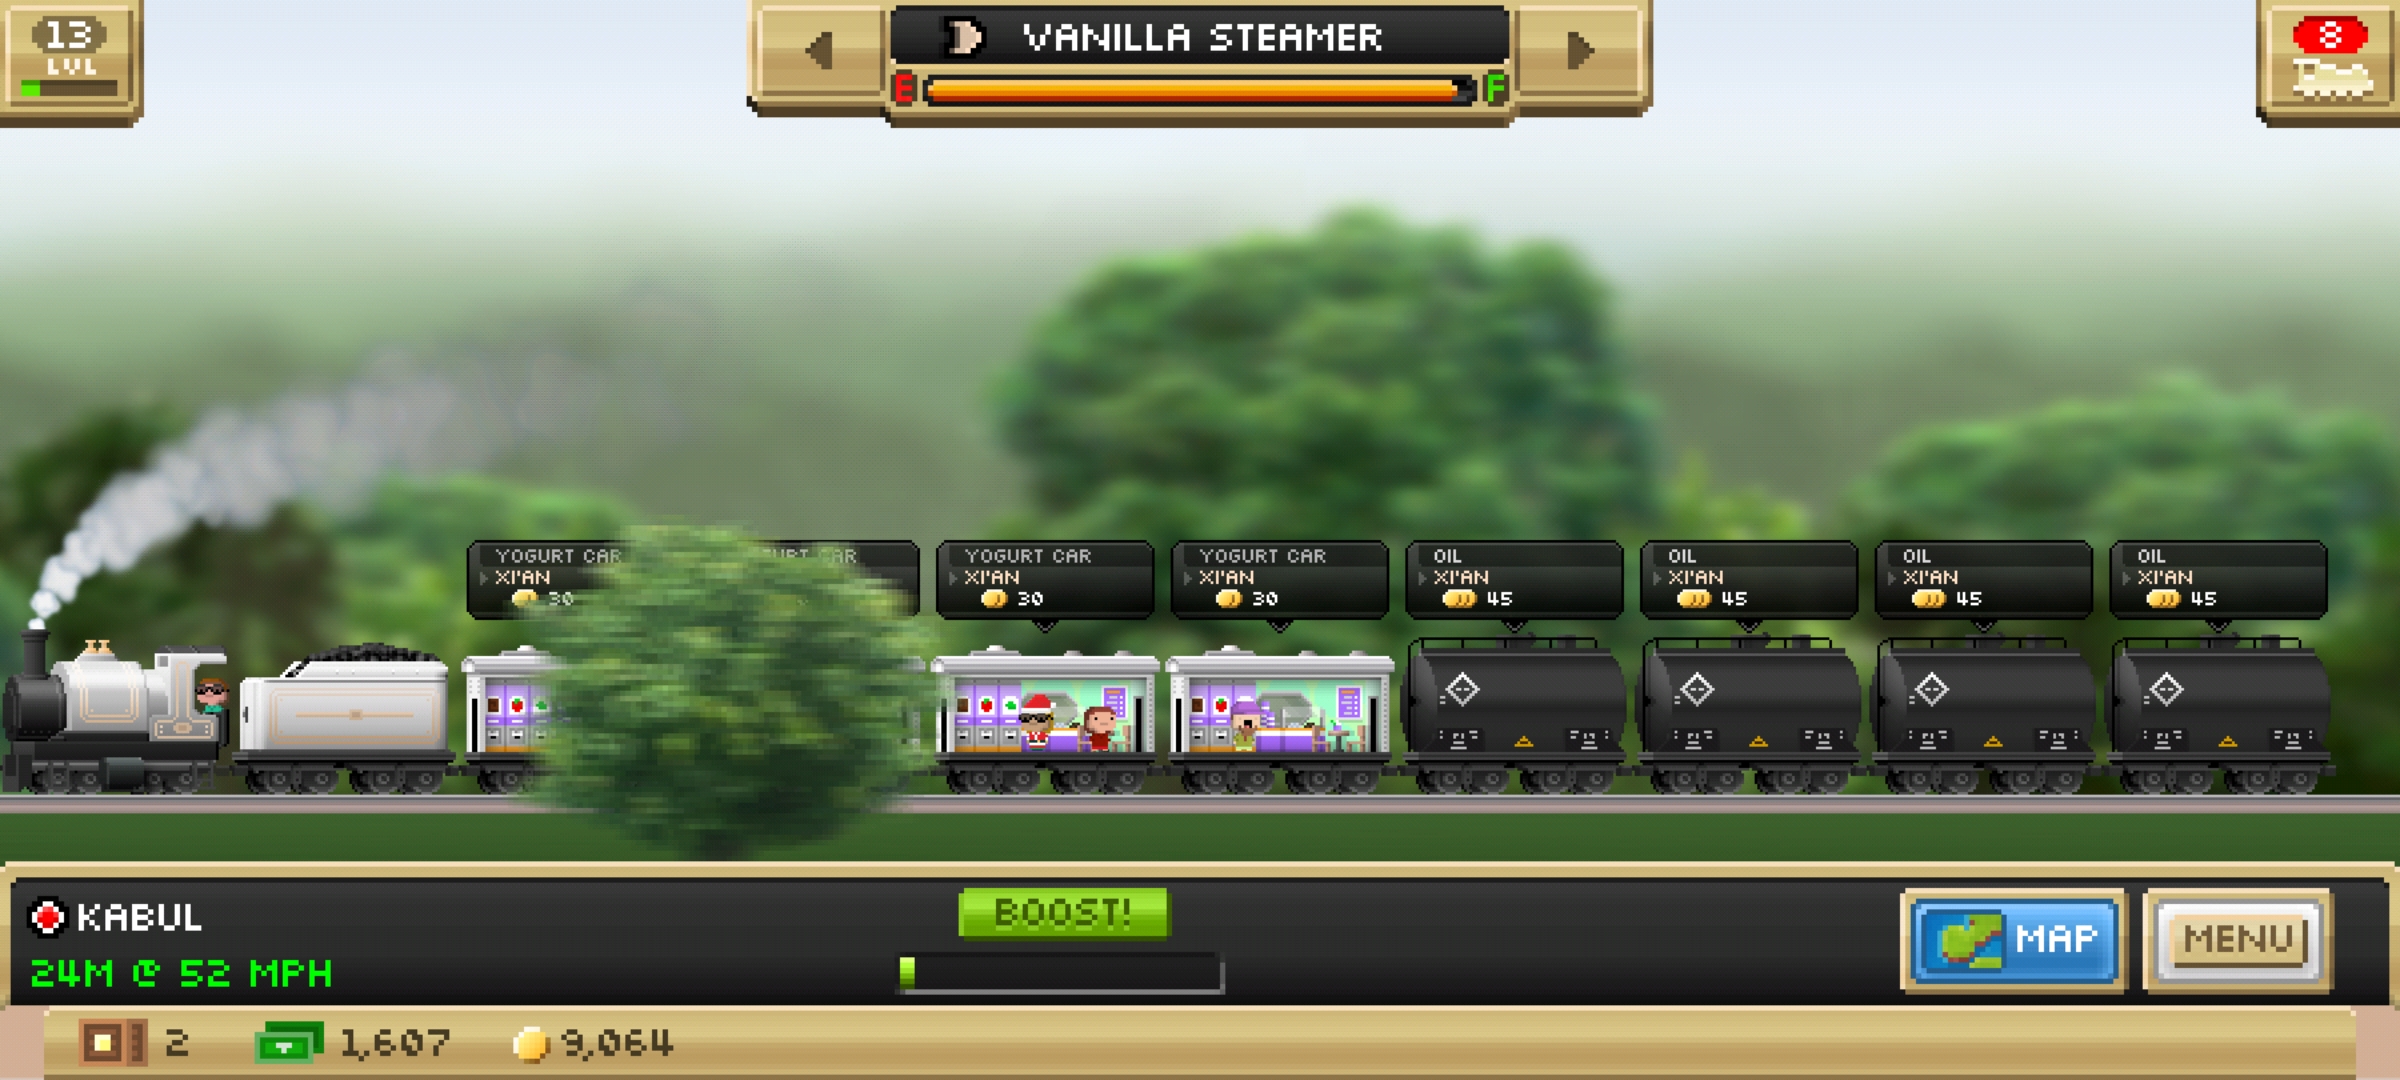 13
LVL
VANILLA STEAMER
E F
8
YOGURT CAR
XI'AN
30
CAR
YOGURT CAR
XI'AN
30
YOGURT CAR
XI'AN
30
OIL
XI'AN
45
OIL
XI'AN
45
OIL
XI'AN
45
OIL
XI'AN
45
KABUL
24M @ 52 MPH
BOOST!
MAP
MENU
2
1,607
9,064